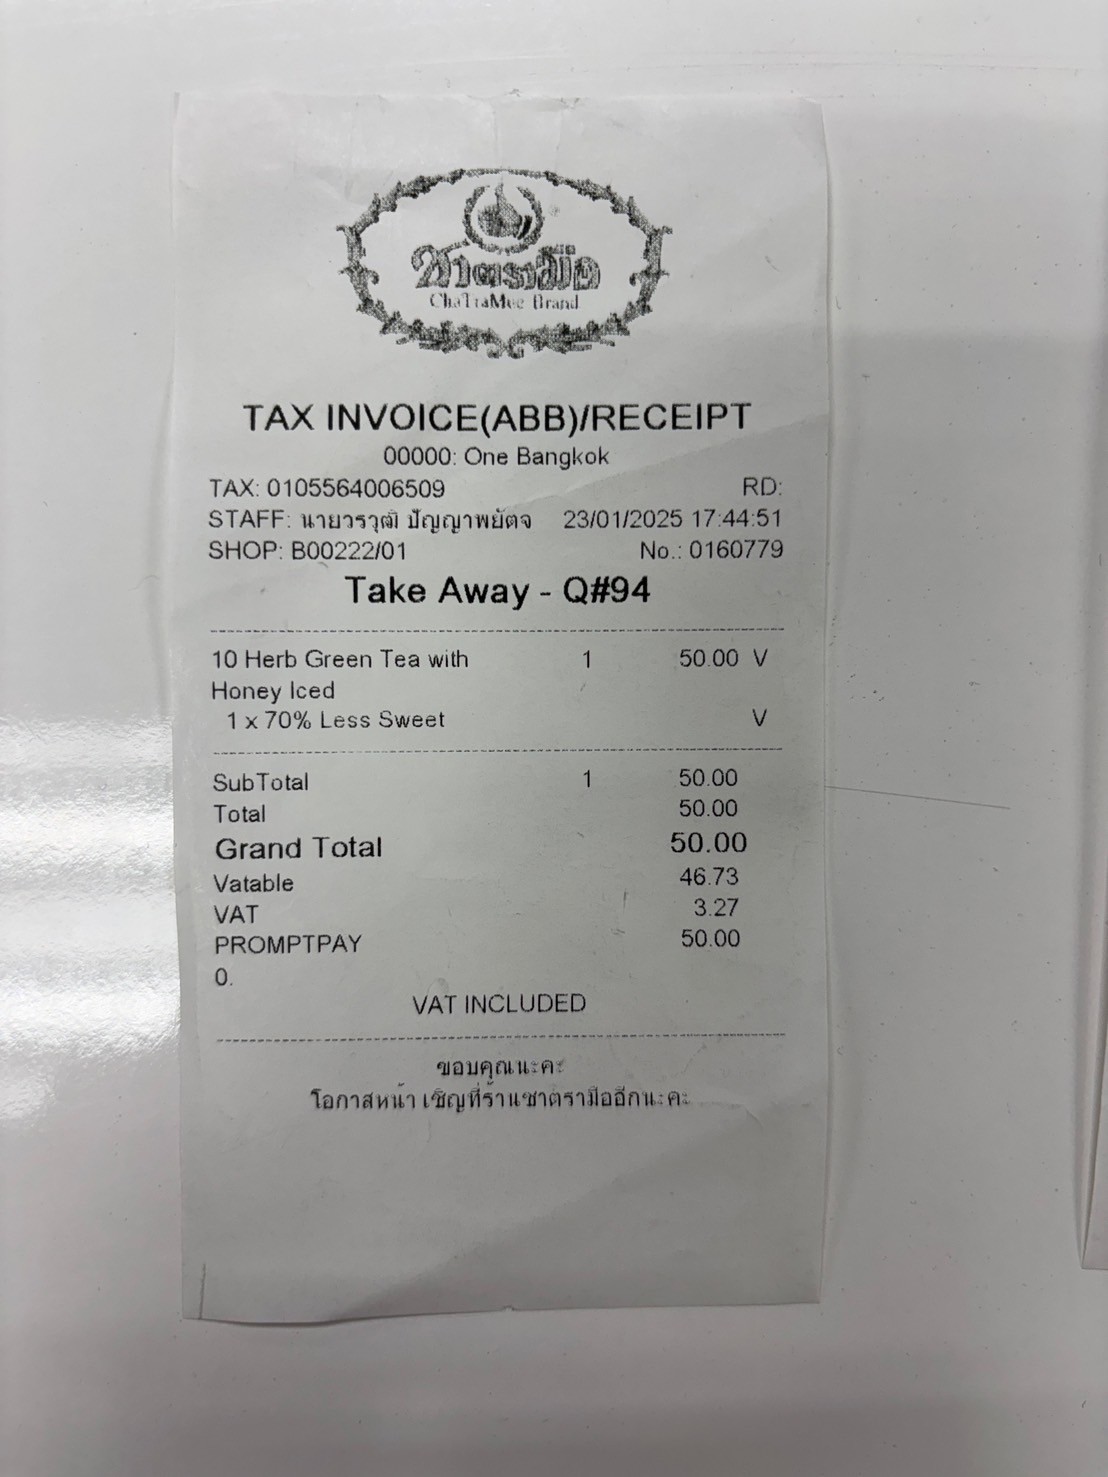 ชาตรามือ
ChaTraMue Brand
TAX INVOICE(ABB)/RECEIPT
00000: One Bangkok
TAX: 0105564006509 RD:
STAFF: นายวรวุฒิ ปัญญาพยัตจ 23/01/2025 17:44:51
SHOP: B00222/01 No.: 0160779
Take Away - Q#94
10 Herb Green Tea with 1 50.00 V
Honey Iced
1 x 70% Less Sweet V
SubTotal 1 50.00
Total 50.00
Grand Total 50.00
Vatable 46.73
VAT 3.27
PROMPTPAY 50.00
0.
VAT INCLUDED
ขอบคุณนะคะ
โอกาสหน้า เชิญที่ร้านชาตรามืออีกนะคะ